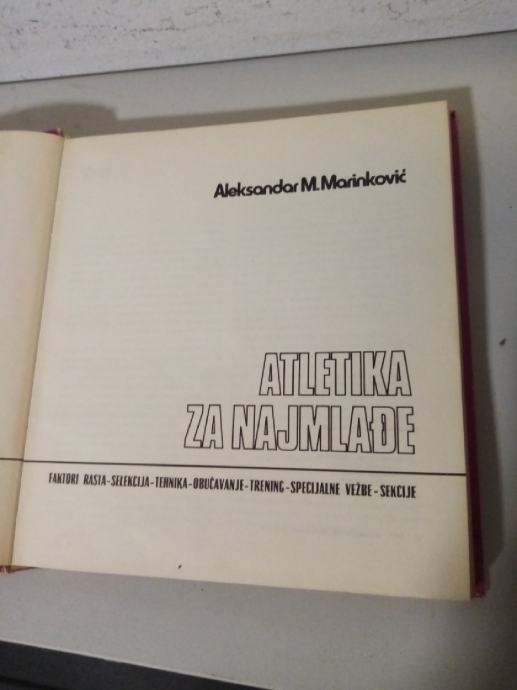 Aleksandar M. Marinković
ATLETIKA
ZA NAJMLAĐE
FAKTORI RASTA-SELEKCIJA-TEHNIKA-OBUČAVANJE-TRENING-SPECIJALNE VEŽBE-SEKCIJE